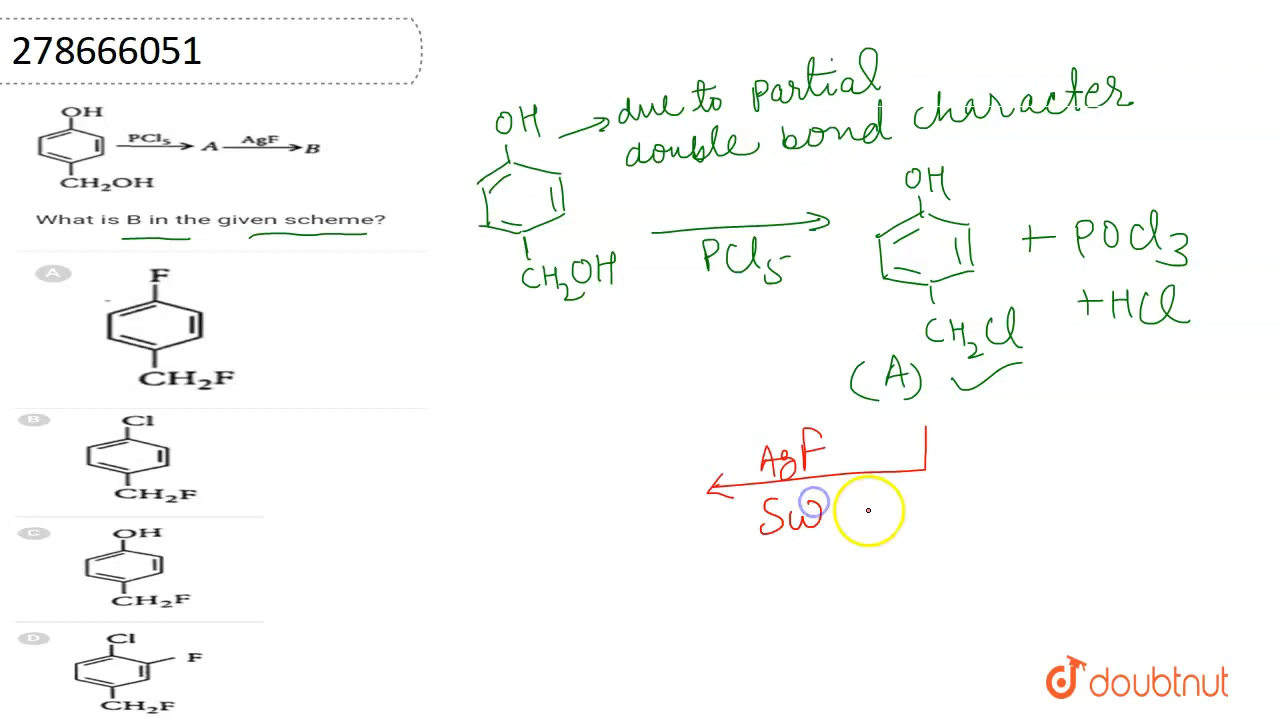 278666051
OH
PCl5 A AgF B
CH2OH
What is B in the given scheme?
A
F
CH2F
B
Cl
CH2F
C
OH
CH2F
D
Cl
F
CH2F
OH → due to partial
double bond character
CH2OH
PCl5
OH
+ POCl3
+ HCl
CH2Cl
(A)
AgF
Sw
doubtnut